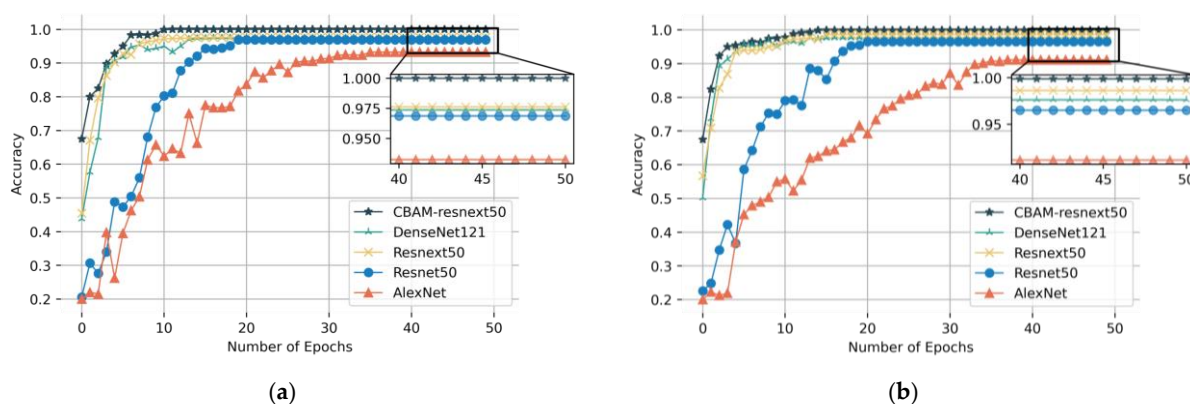 1.0
0.9
0.8
0.7
0.6
0.5
0.4
0.3
0.2
Accuracy
0 10 20 30 40 50
Number of Epochs
1.000
0.975
0.950
40 45 50
CBAM-resnext50
DenseNet121
Resnext50
Resnet50
AlexNet
(a)
1.0
0.9
0.8
0.7
0.6
0.5
0.4
0.3
0.2
Accuracy
0 10 20 30 40 50
Number of Epochs
1.00
0.95
40 45 50
CBAM-resnext50
DenseNet121
Resnext50
Resnet50
AlexNet
(b)